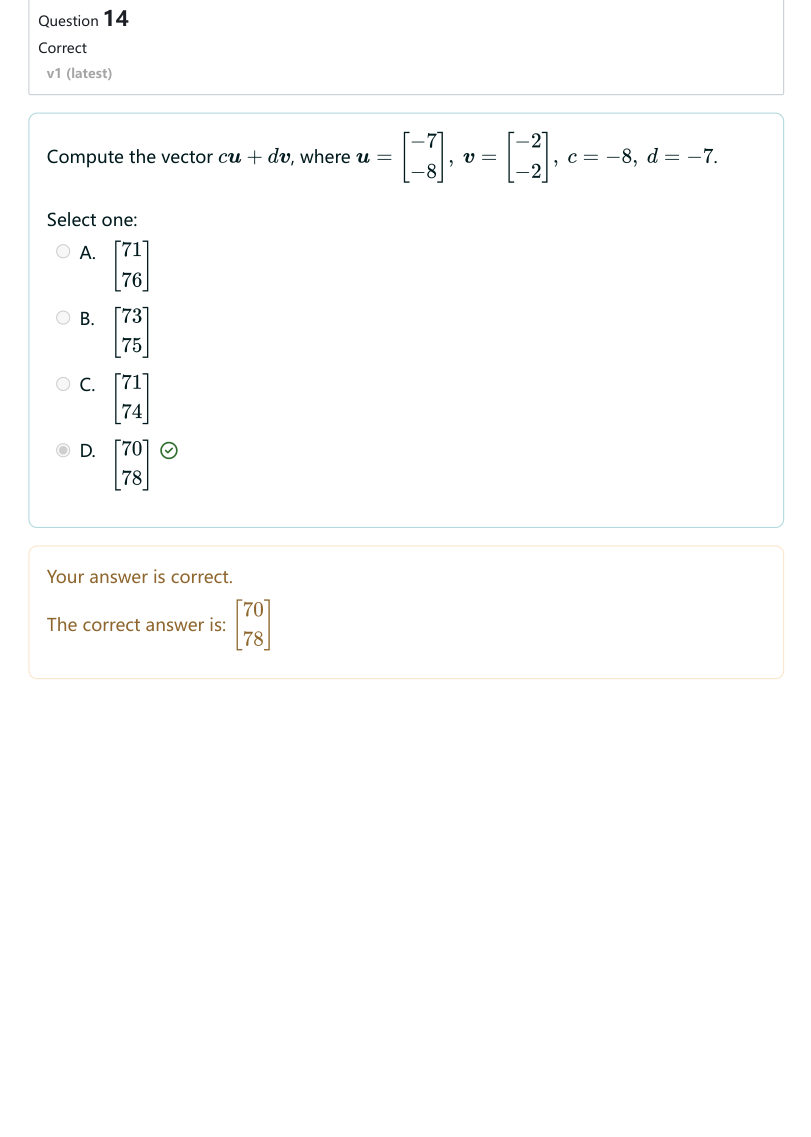 Question 14
Correct
v1 (latest)
Compute the vector cu + dv, where u = [−7 −8], v = [−2 −2], c = −8, d = −7.
Select one:
A. [71 76]
B. [73 75]
C. [71 74]
D. [70 78]
Your answer is correct.
The correct answer is: [70 78]